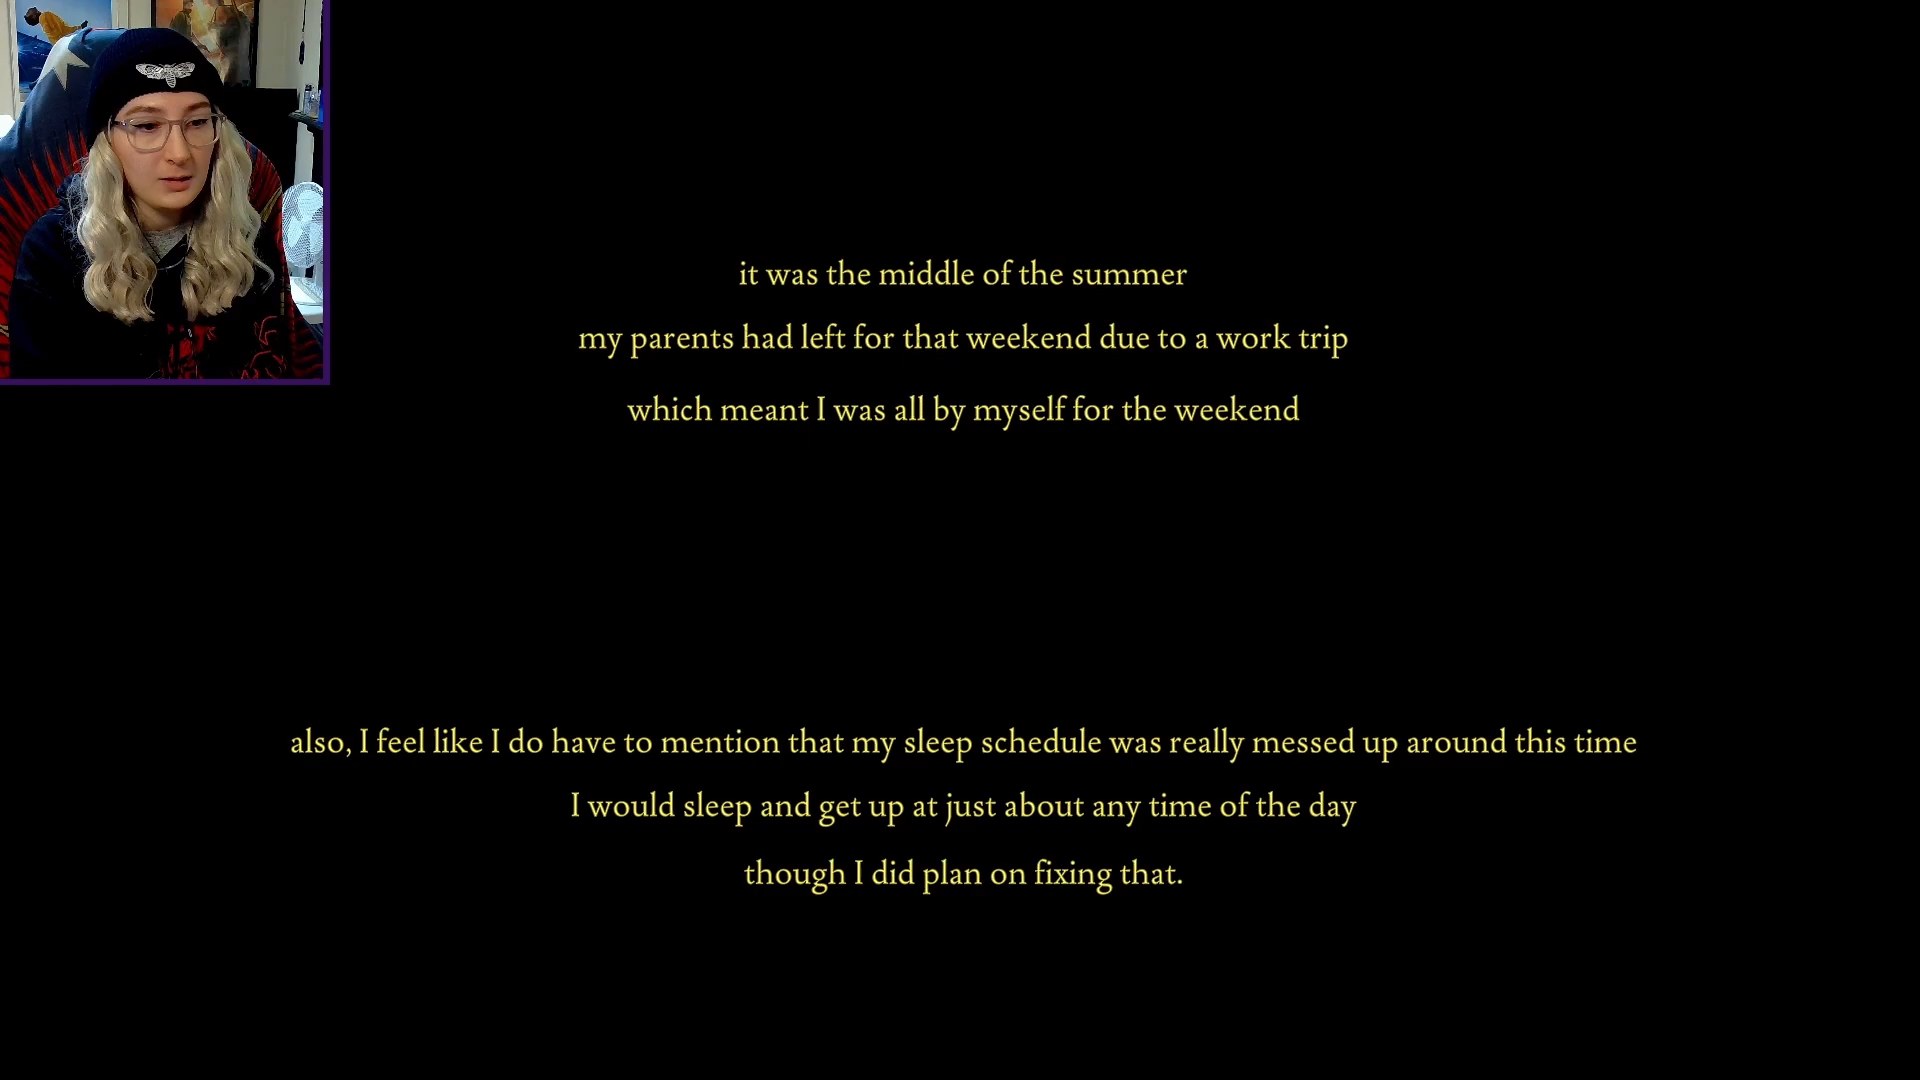 it was the middle of the summer
my parents had left for that weekend due to a work trip
which meant I was all by myself for the weekend
also, I feel like I do have to mention that my sleep schedule was really messed up around this time
I would sleep and get up at just about any time of the day
though I did plan on fixing that.